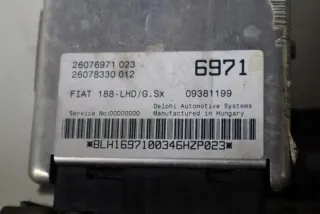 26076971 023
26078330 012
6971
FIAT 188-LHD/G.Sx 09381199
Delphi Automotive Systems
Service No:00000000 Manufactured in Hungary
*8LH1697100346HZP023*